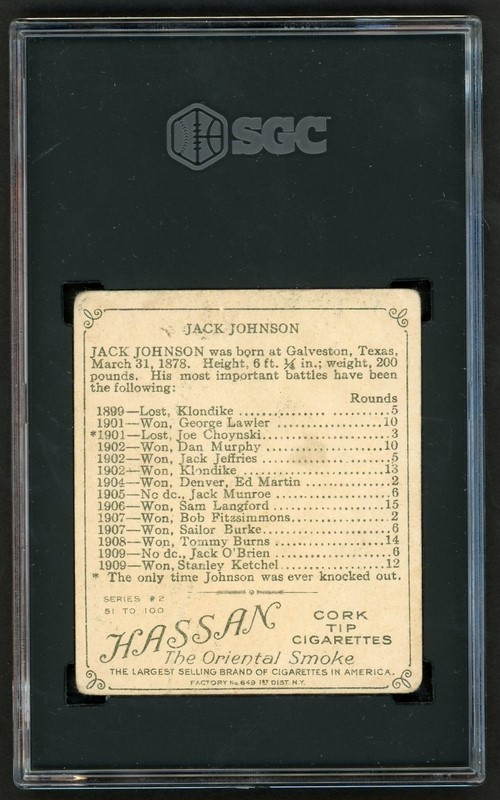 SGC
JACK JOHNSON
JACK JOHNSON was born at Galveston, Texas,
March 31, 1878. Height, 6 ft. ¼ in.; weight, 200
pounds. His most important battles have been
the following:
Rounds
1899—Lost, Klondike ........................ 5
1901—Won, George Lawler ................ 10
*1901—Lost, Joe Choynski................... 3
1902—Won, Dan Murphy .................. 10
1902—Won, Jack Jeffries .................... 5
1902—Won, Klondike ...................... 13
1904—Won, Denver, Ed Martin ............ 2
1905—No dc., Jack Munroe ................ 6
1906—Won, Sam Langford ................ 15
1907—Won, Bob Fitzsimmons.............. 2
1907—Won, Sailor Burke.................... 6
1908—Won, Tommy Burns ................ 14
1909—No dc., Jack O'Brien ................ 6
1909—Won, Stanley Ketchel.............. 12
* The only time Johnson was ever knocked out.
SERIES #2
51 TO 100
HASSAN
CORK
TIP
CIGARETTES
The Oriental Smoke
THE LARGEST SELLING BRAND OF CIGARETTES IN AMERICA.
FACTORY No. 649 1ST DIST. N.Y.